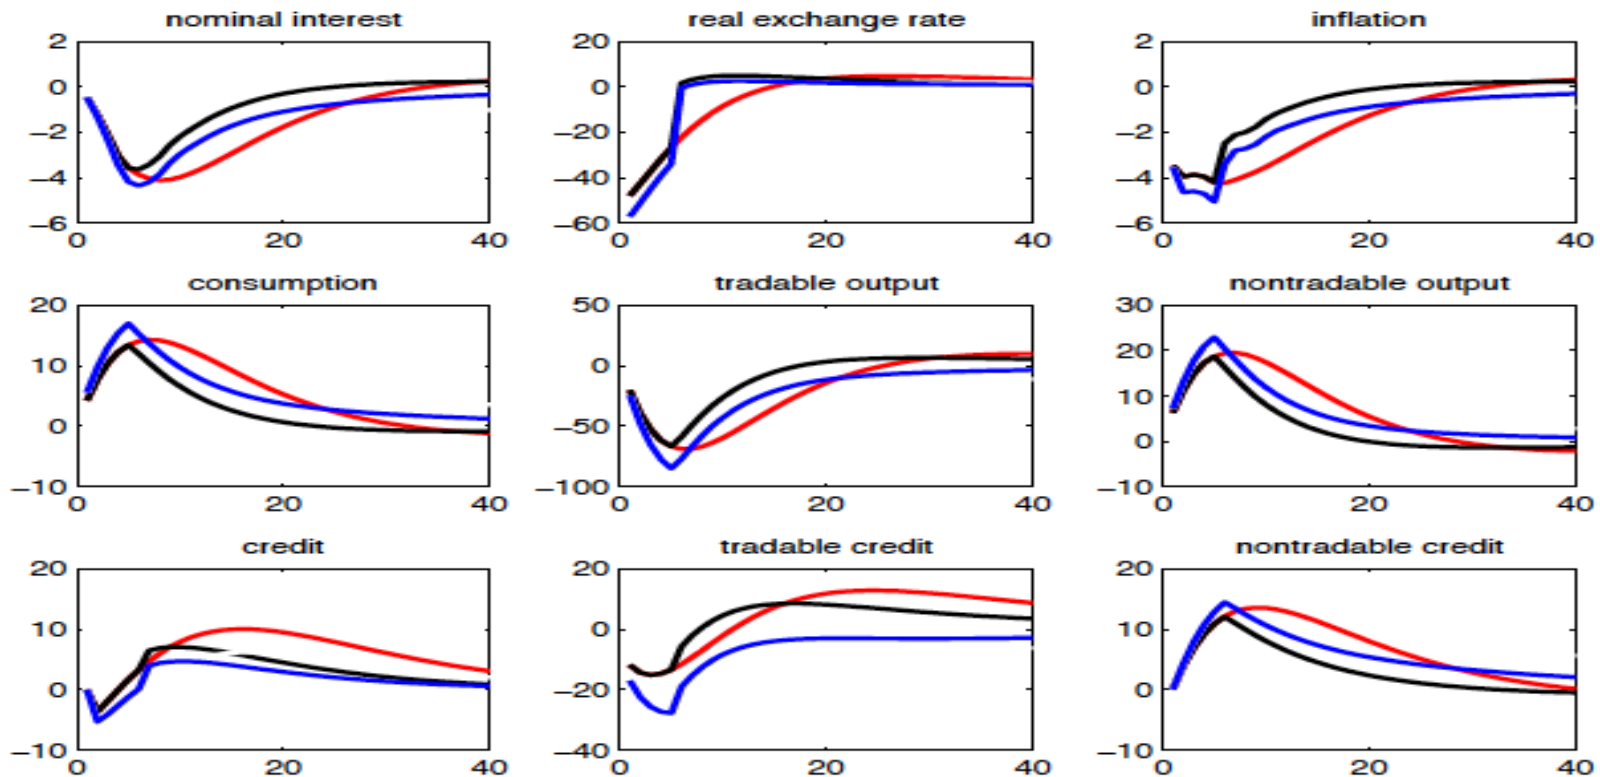 nominal interest real exchange rate inflation
2 20 2
0 0 0
−2 −20 −2
−4 −40 −4
−6 −60 −6
0 20 40 0 20 40 0 20 40
consumption tradable output nontradable output
20 50 30
10 0 20
0 −50 10
−10 −100 0
−10
0 20 40 0 20 40 0 20 40
credit tradable credit nontradable credit
20 20 20
10 0 10
0 −20 0
−10 −40 −10
0 20 40 0 20 40 0 20 40